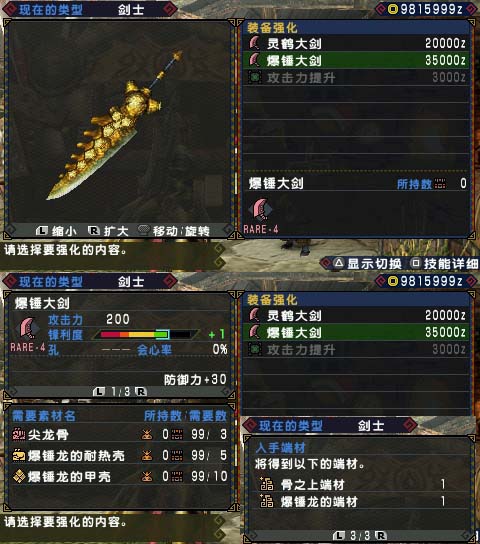 现在的类型 剑士
9815999z
装备强化
灵鹤大剑 20000z
爆锤大剑 35000z
攻击力提升 3000z
爆锤大剑 所持数 0
RARE-4
L 缩小 R 扩大 移动/旋转
请选择要强化的内容。
△显示切换 □技能详细
现在的类型 剑士
9815999z
爆锤大剑
RARE-4
攻击力 200
锋利度 +1
孔 --- 会心率 0%
防御力+30
L 1/3 R
装备强化
灵鹤大剑 20000z
爆锤大剑 35000z
攻击力提升 3000z
需要素材名 所持数/需要数
尖龙骨 0 99/ 3
爆锤龙的耐热壳 0 99/ 5
爆锤龙的甲壳 0 99/10
请选择要强化的内容。
现在的类型 剑士
入手端材
将得到以下的端材。
骨之上端材 1
爆锤龙的端材 1
L 3/3 R